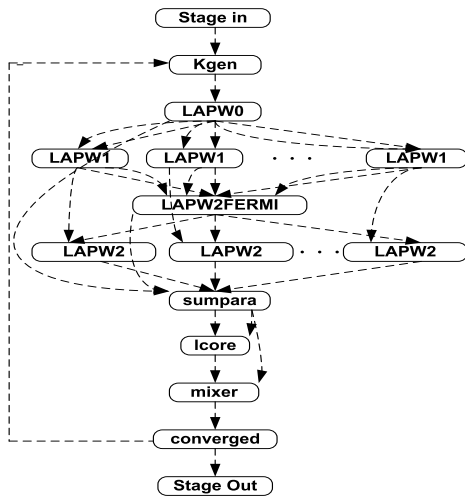 Stage in
Kgen
LAPW0
LAPW1 LAPW1 . . . LAPW1
LAPW2FERMI
LAPW2 LAPW2 . . . LAPW2
sumpara
lcore
mixer
converged
Stage Out